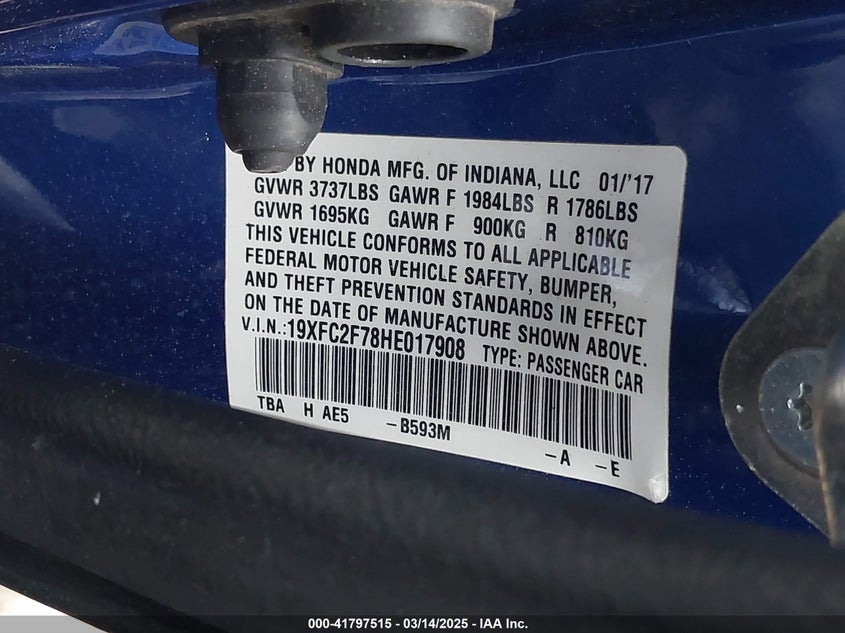 BY HONDA MFG. OF INDIANA, LLC 01/'17
GVWR 3737LBS GAWR F 1984LBS R 1786LBS
GVWR 1695KG GAWR F 900KG R 810KG
THIS VEHICLE CONFORMS TO ALL APPLICABLE
FEDERAL MOTOR VEHICLE SAFETY, BUMPER,
AND THEFT PREVENTION STANDARDS IN EFFECT
ON THE DATE OF MANUFACTURE SHOWN ABOVE.
V.I.N.:19XFC2F78HE017908 TYPE: PASSENGER CAR
TBA H AE5 -B593M -A -E
000-41797515 - 03/14/2025 - IAA Inc.